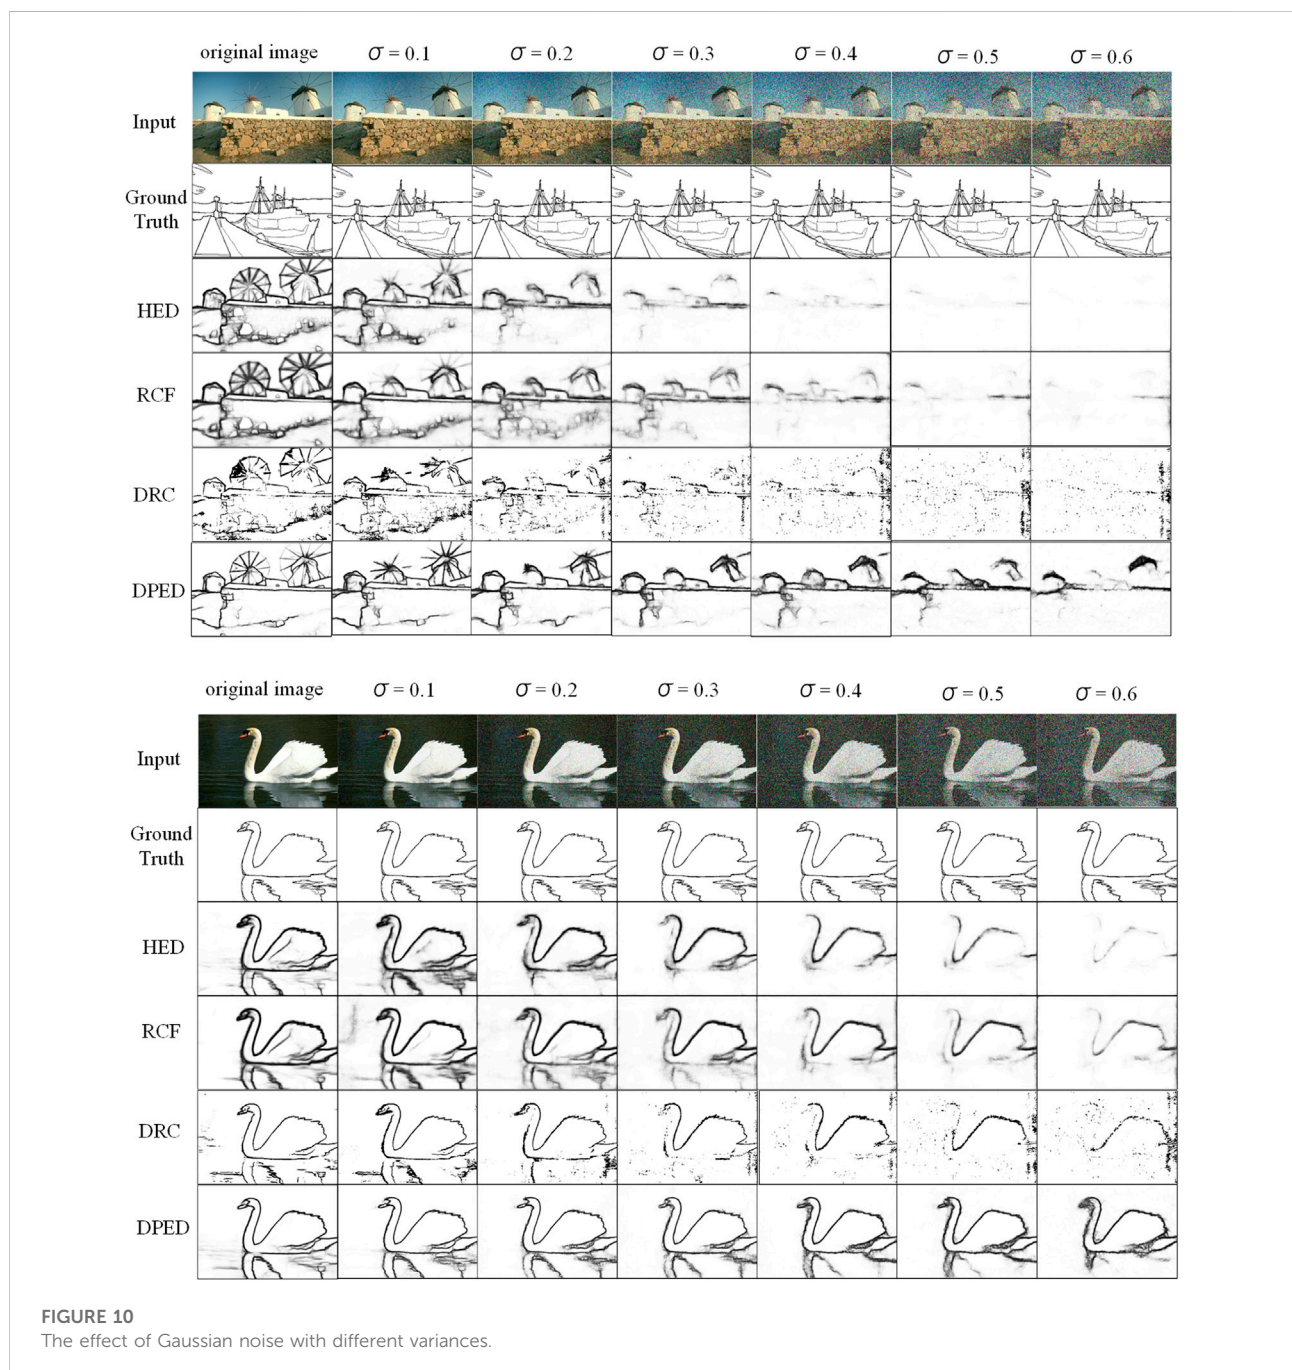 original image σ = 0.1 σ = 0.2 σ = 0.3 σ = 0.4 σ = 0.5 σ = 0.6
Input
Ground
Truth
HED
RCF
DRC
DPED
original image σ = 0.1 σ = 0.2 σ = 0.3 σ = 0.4 σ = 0.5 σ = 0.6
Input
Ground
Truth
HED
RCF
DRC
DPED
FIGURE 10
The effect of Gaussian noise with different variances.